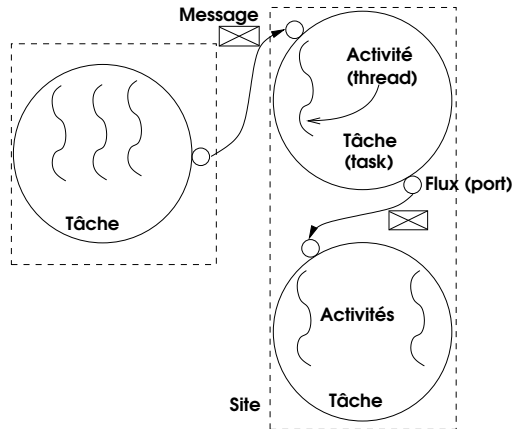 Message
Activité
(thread)
Tâche
(task)
Tâche
Flux (port)
Activités
Tâche
Site